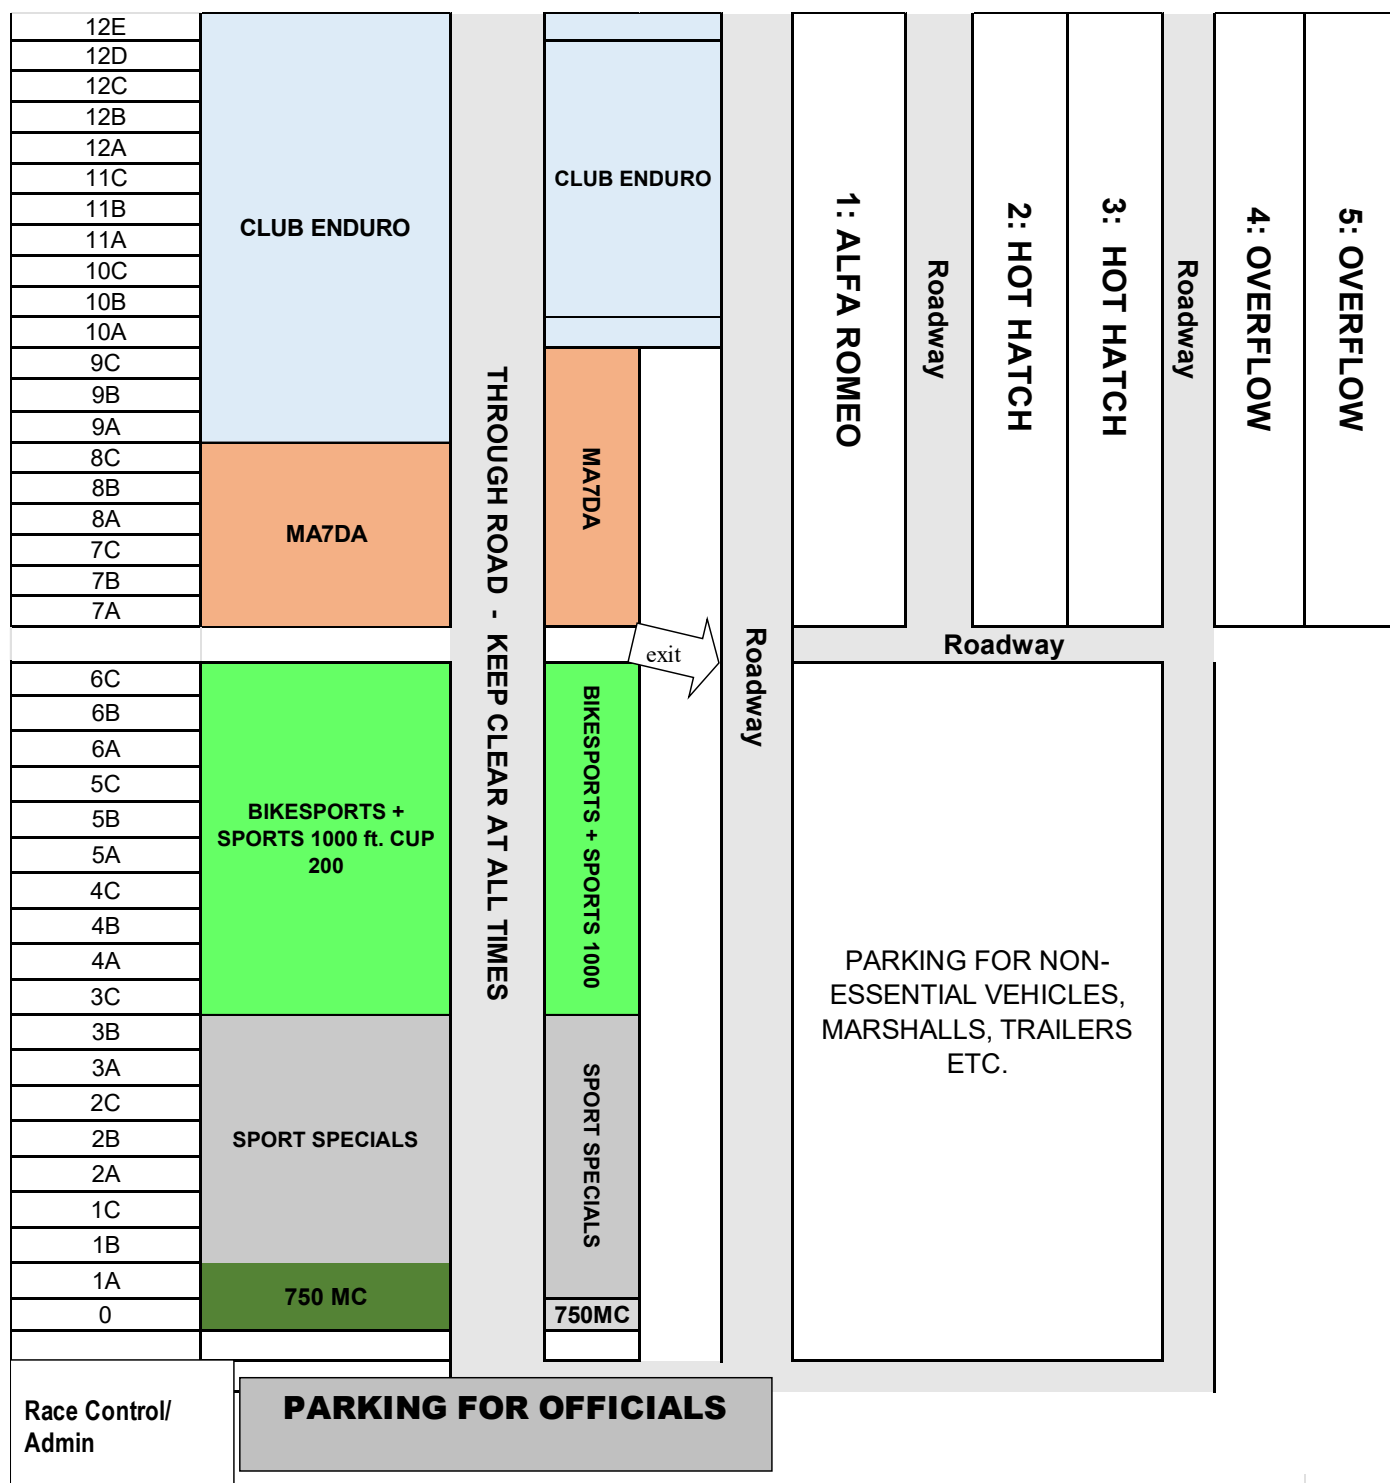 12E
12D
12C
12B
12A
11C
11B
11A
10C
10B
10A
9C
9B
9A
8C
8B
8A
7C
7B
7A
6C
6B
6A
5C
5B
5A
4C
4B
4A
3C
3B
3A
2C
2B
2A
1C
1B
1A
0
CLUB ENDURO
MA7DA
BIKESPORTS +
SPORTS 1000 ft. CUP
200
SPORT SPECIALS
750 MC
THROUGH ROAD - KEEP CLEAR AT ALL TIMES
CLUB ENDURO
MA7DA
BIKESPORTS + SPORTS 1000
SPORT SPECIALS
750MC
exit
Roadway
1: ALFA ROMEO
Roadway
2: HOT HATCH
3: HOT HATCH
Roadway
4: OVERFLOW
5: OVERFLOW
Roadway
PARKING FOR NON-
ESSENTIAL VEHICLES,
MARSHALLS, TRAILERS
ETC.
Race Control/
Admin
PARKING FOR OFFICIALS